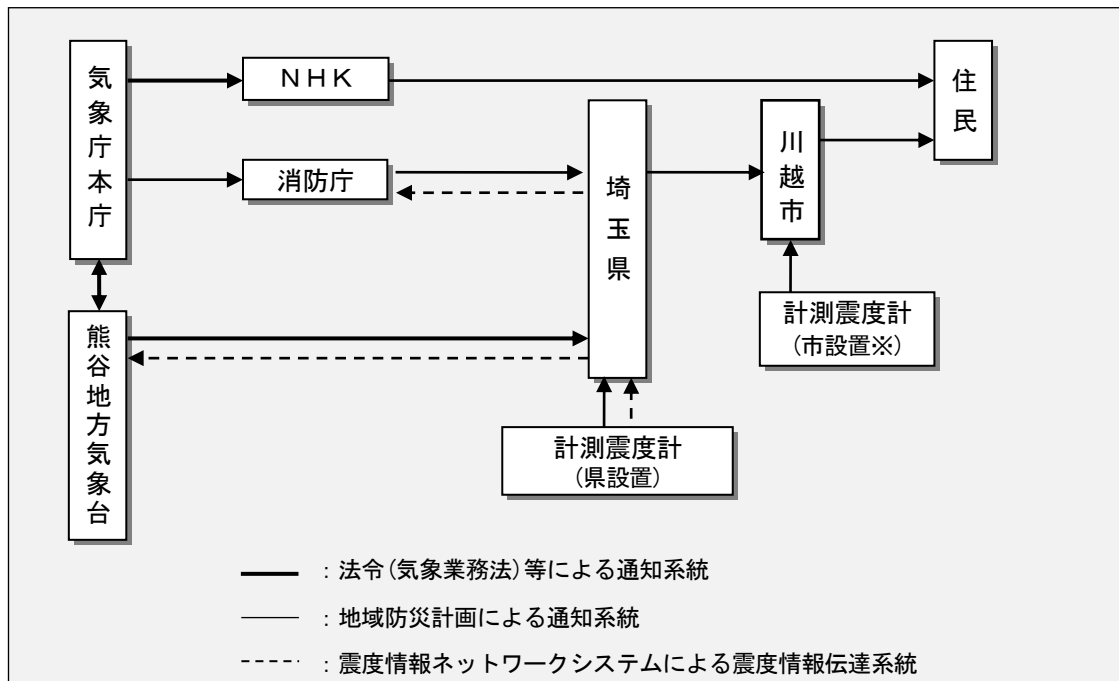 気象庁本庁
ＮＨＫ
住民
消防庁
埼玉県
川越市
熊谷地方気象台
計測震度計
(市設置※)
計測震度計
(県設置)
：法令(気象業務法)等による通知系統
：地域防災計画による通知系統
：震度情報ネットワークシステムによる震度情報伝達系統